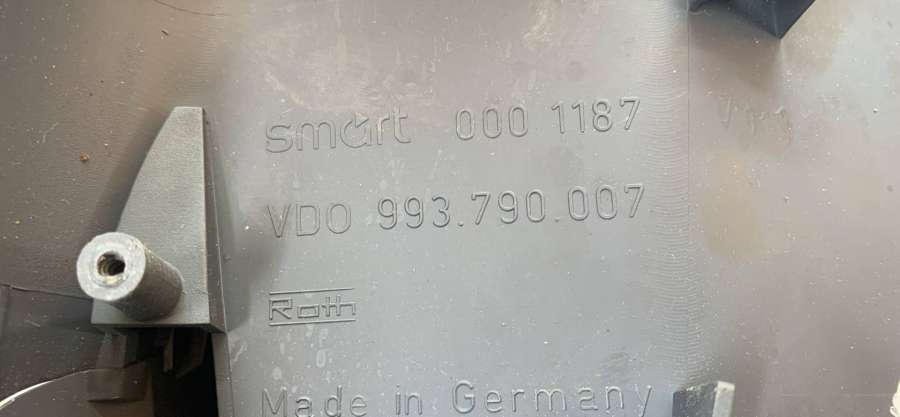 smart 000 1187
VDO 993.790.007
Roth
Made in Germany